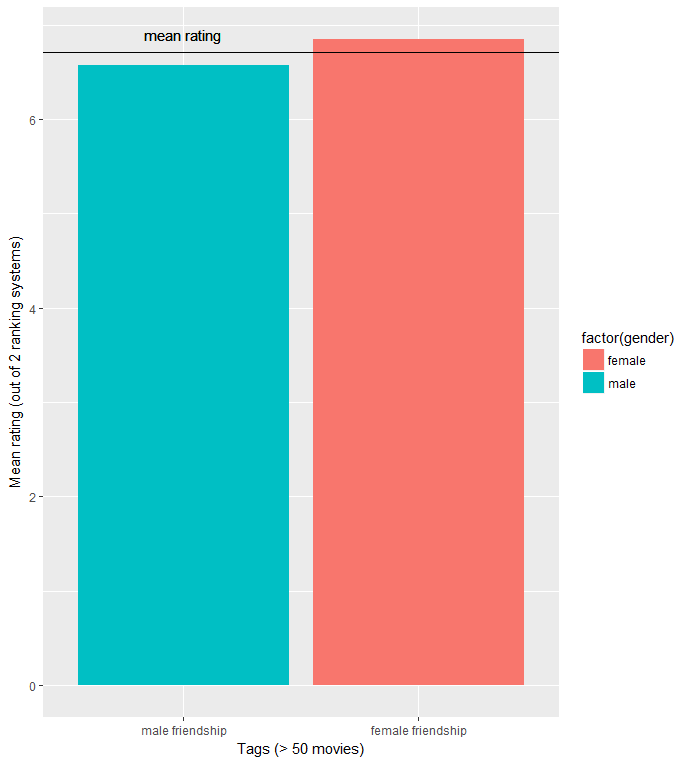 mean rating
6
4
2
0
Mean rating (out of 2 ranking systems)
male friendship
female friendship
Tags (> 50 movies)
factor(gender)
female
male